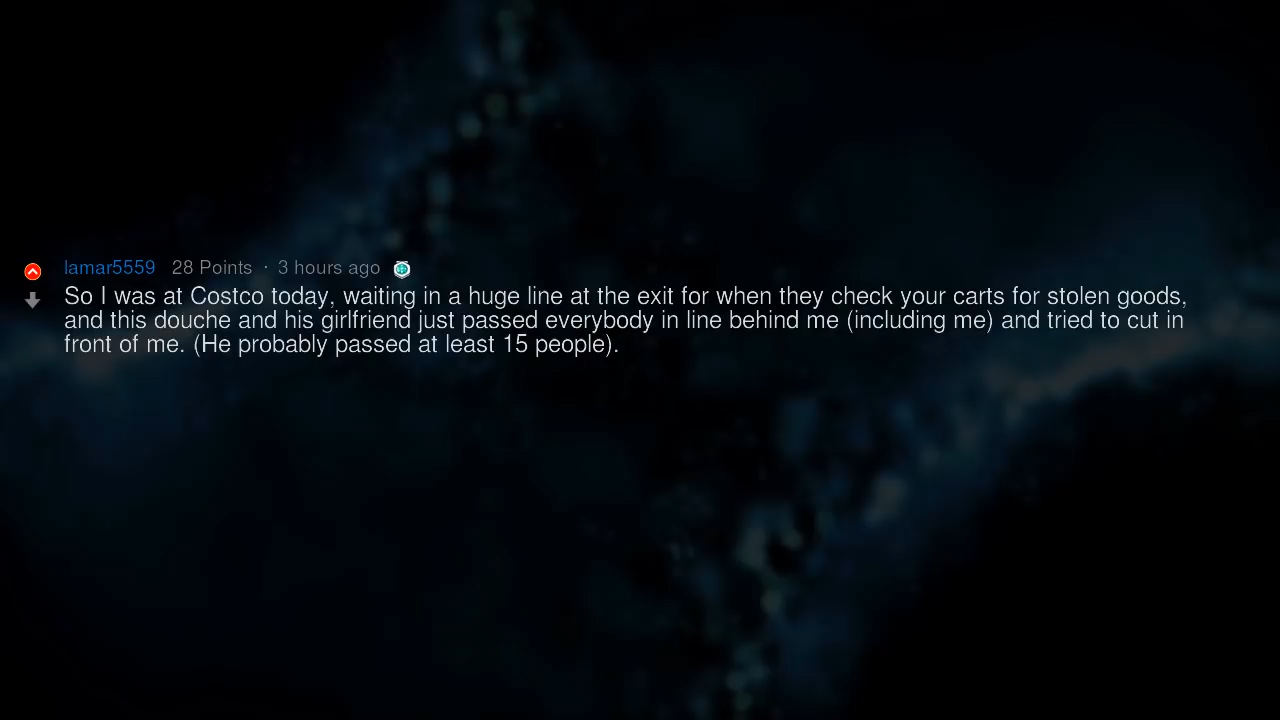 lamar5559 28 Points · 3 hours ago
So I was at Costco today, waiting in a huge line at the exit for when they check your carts for stolen goods,
and this douche and his girlfriend just passed everybody in line behind me (including me) and tried to cut in
front of me. (He probably passed at least 15 people).